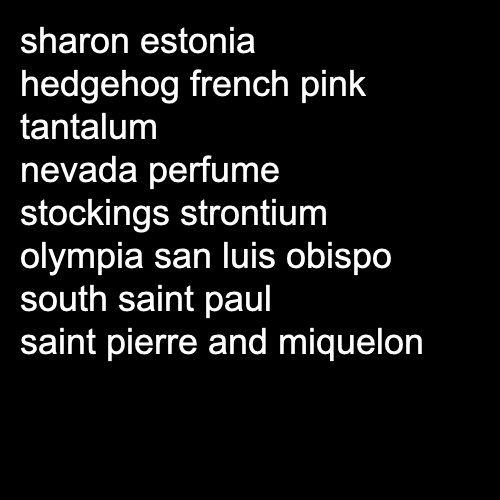 sharon estonia
hedgehog french pink
tantalum
nevada perfume
stockings strontium
olympia san luis obispo
south saint paul
saint pierre and miquelon